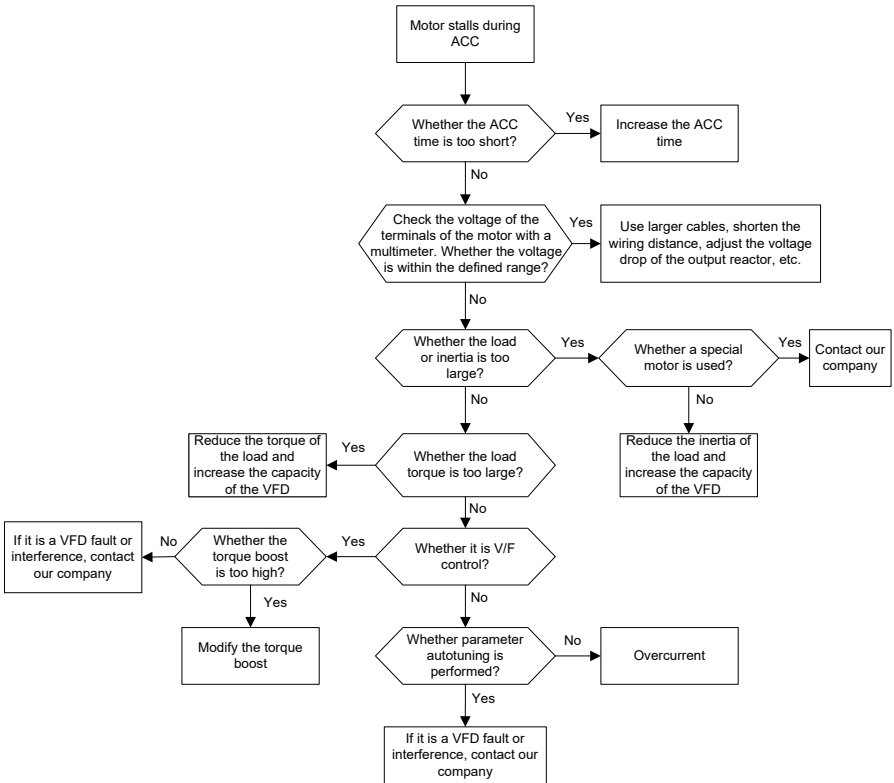 Motor stalls during
ACC
Whether the ACC
time is too short?
Yes
Increase the ACC
time
No
Check the voltage of the
terminals of the motor with a
multimeter. Whether the voltage
is within the defined range?
Yes
Use larger cables, shorten the
wiring distance, adjust the voltage
drop of the output reactor, etc.
No
Whether the load
or inertia is too
large?
Yes
Whether a special
motor is used?
Yes
Contact our
company
No
No
Reduce the torque of
the load and
increase the capacity
of the VFD
Yes
Whether the load
torque is too large?
Reduce the inertia of
the load and
increase the capacity
of the VFD
No
If it is a VFD fault or
interference, contact
our company
No
Whether the
torque boost
is too high?
Yes
Whether it is V/F
control?
Yes
No
Modify the torque
boost
Whether parameter
autotuning is
performed?
No
Overcurrent
Yes
If it is a VFD fault or
interference, contact our
company